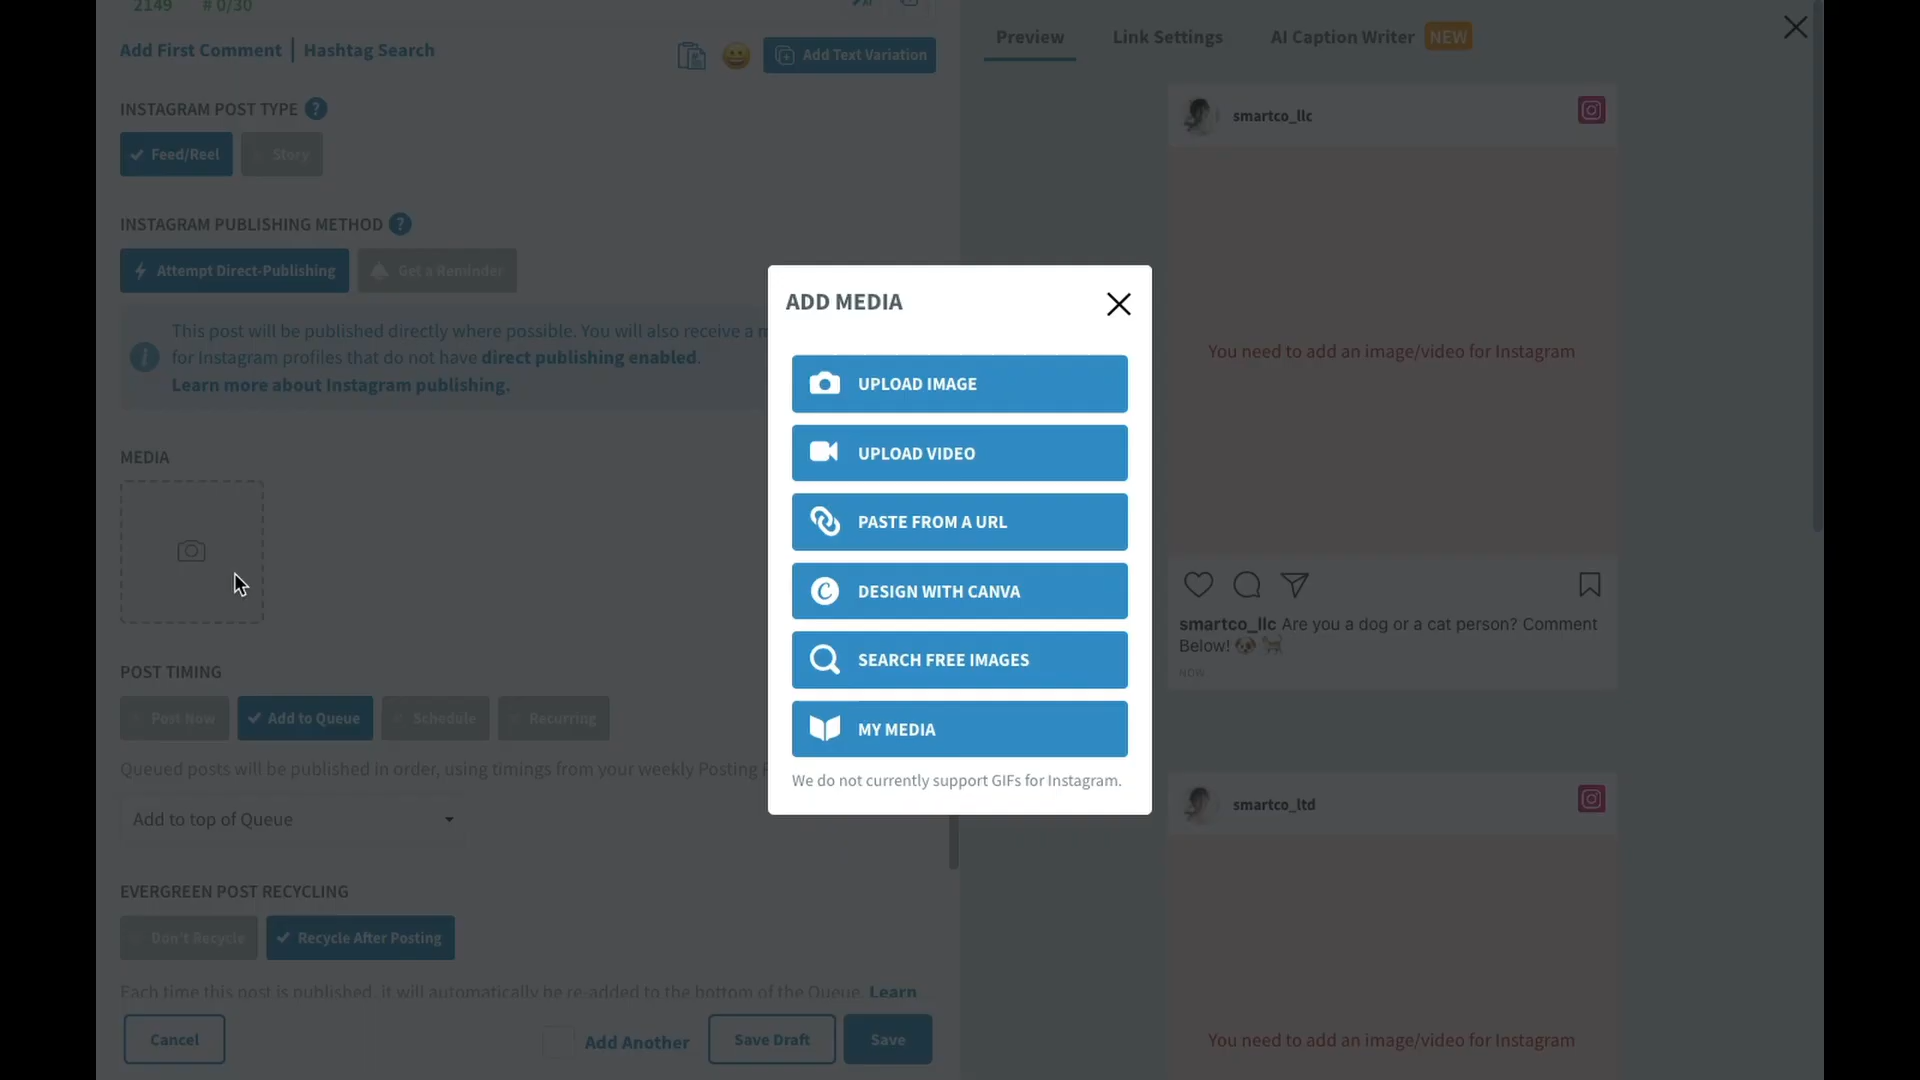 2149 # 0/30
Add First Comment | Hashtag Search
Add Text Variation
INSTAGRAM POST TYPE ?
Feed/Reel
Story
INSTAGRAM PUBLISHING METHOD ?
Attempt Direct-Publishing
Get a Reminder
This post will be published directly where possible. You will also receive a
for Instagram profiles that do not have direct publishing enabled.
Learn more about Instagram publishing.
MEDIA
POST TIMING
Post Now
Add to Queue
Schedule
Recurring
Queued posts will be published in order, using timings from your weekly Posting
Add to top of Queue
EVERGREEN POST RECYCLING
Don't Recycle
Recycle After Posting
Each time this post is published, it will automatically be re-added to the bottom of the Queue. Learn
Cancel
Add Another
Save Draft
Save
ADD MEDIA
UPLOAD IMAGE
UPLOAD VIDEO
PASTE FROM A URL
DESIGN WITH CANVA
SEARCH FREE IMAGES
MY MEDIA
We do not currently support GIFs for Instagram.
Preview
Link Settings
AI Caption Writer NEW
smartco_llc
You need to add an image/video for Instagram
smartco_llc Are you a dog or a cat person? Comment
Below! 🐶 🐈
NOW
smartco_ltd
You need to add an image/video for Instagram